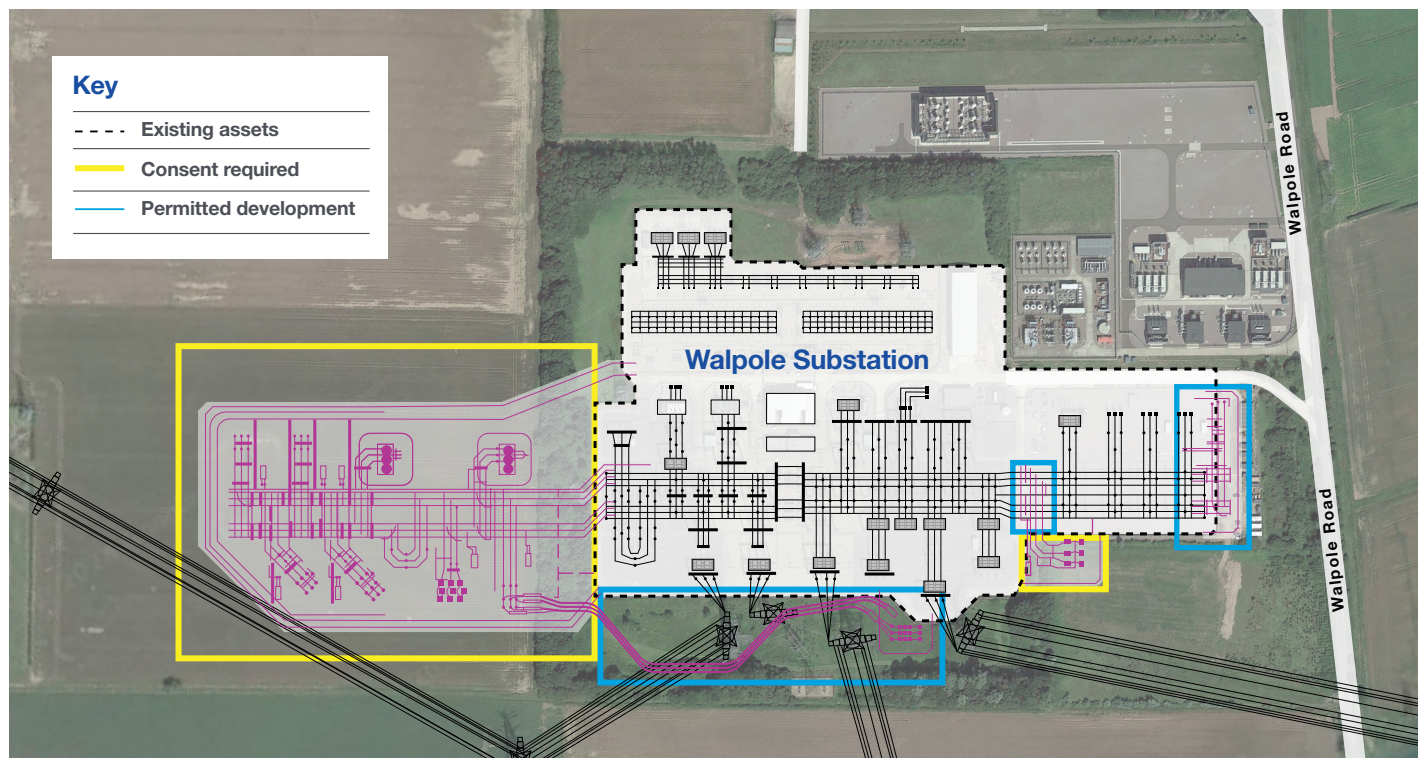 Key
Existing assets
Consent required
Permitted development
Walpole Road
Walpole Substation
Walpole Road